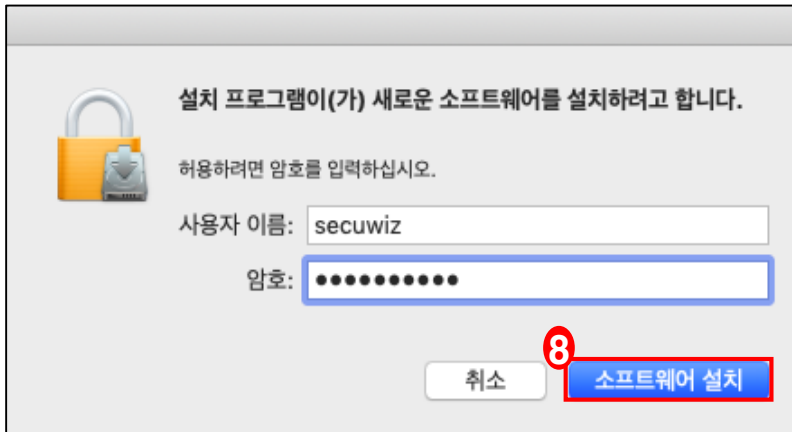 설치 프로그램이(가) 새로운 소프트웨어를 설치하려고 합니다.
허용하려면 암호를 입력하십시오.
사용자 이름: secuwiz
암호: ●●●●●●●●●●
8
취소 소프트웨어 설치